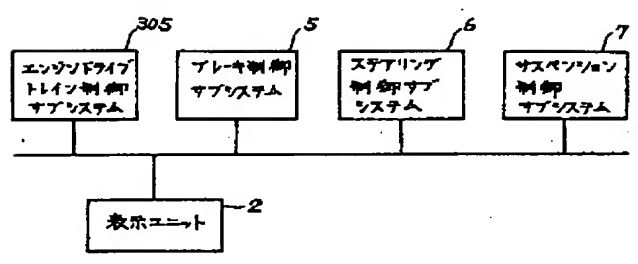 305
エンジンドライブ
トレイン制御
サブシステム
5
ブレーキ制御
サブシステム
6
ステアリング
制御サブ
システム
7
サスペンション
制御
サブシステム
表示ユニット
2